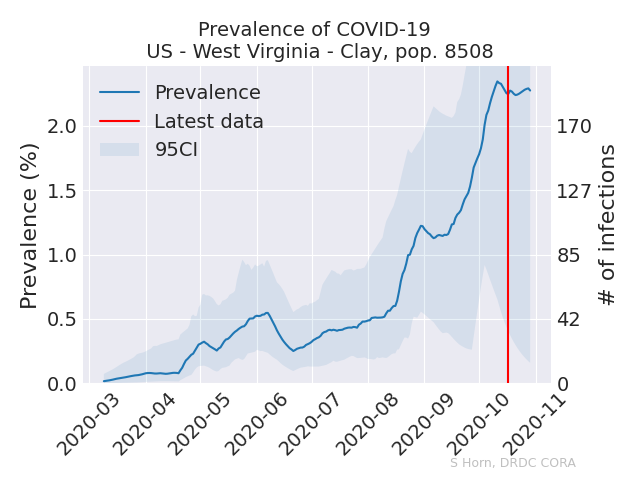 Prevalence of COVID-19
US - West Virginia - Clay, pop. 8508
Prevalence
Latest data
95CI
Prevalence (%)
2.0
1.5
1.0
0.5
0.0
170
127
85
42
0
# of infections
2020-03
2020-04
2020-05
2020-06
2020-07
2020-08
2020-09
2020-10
2020-11
S Horn, DRDC CORA